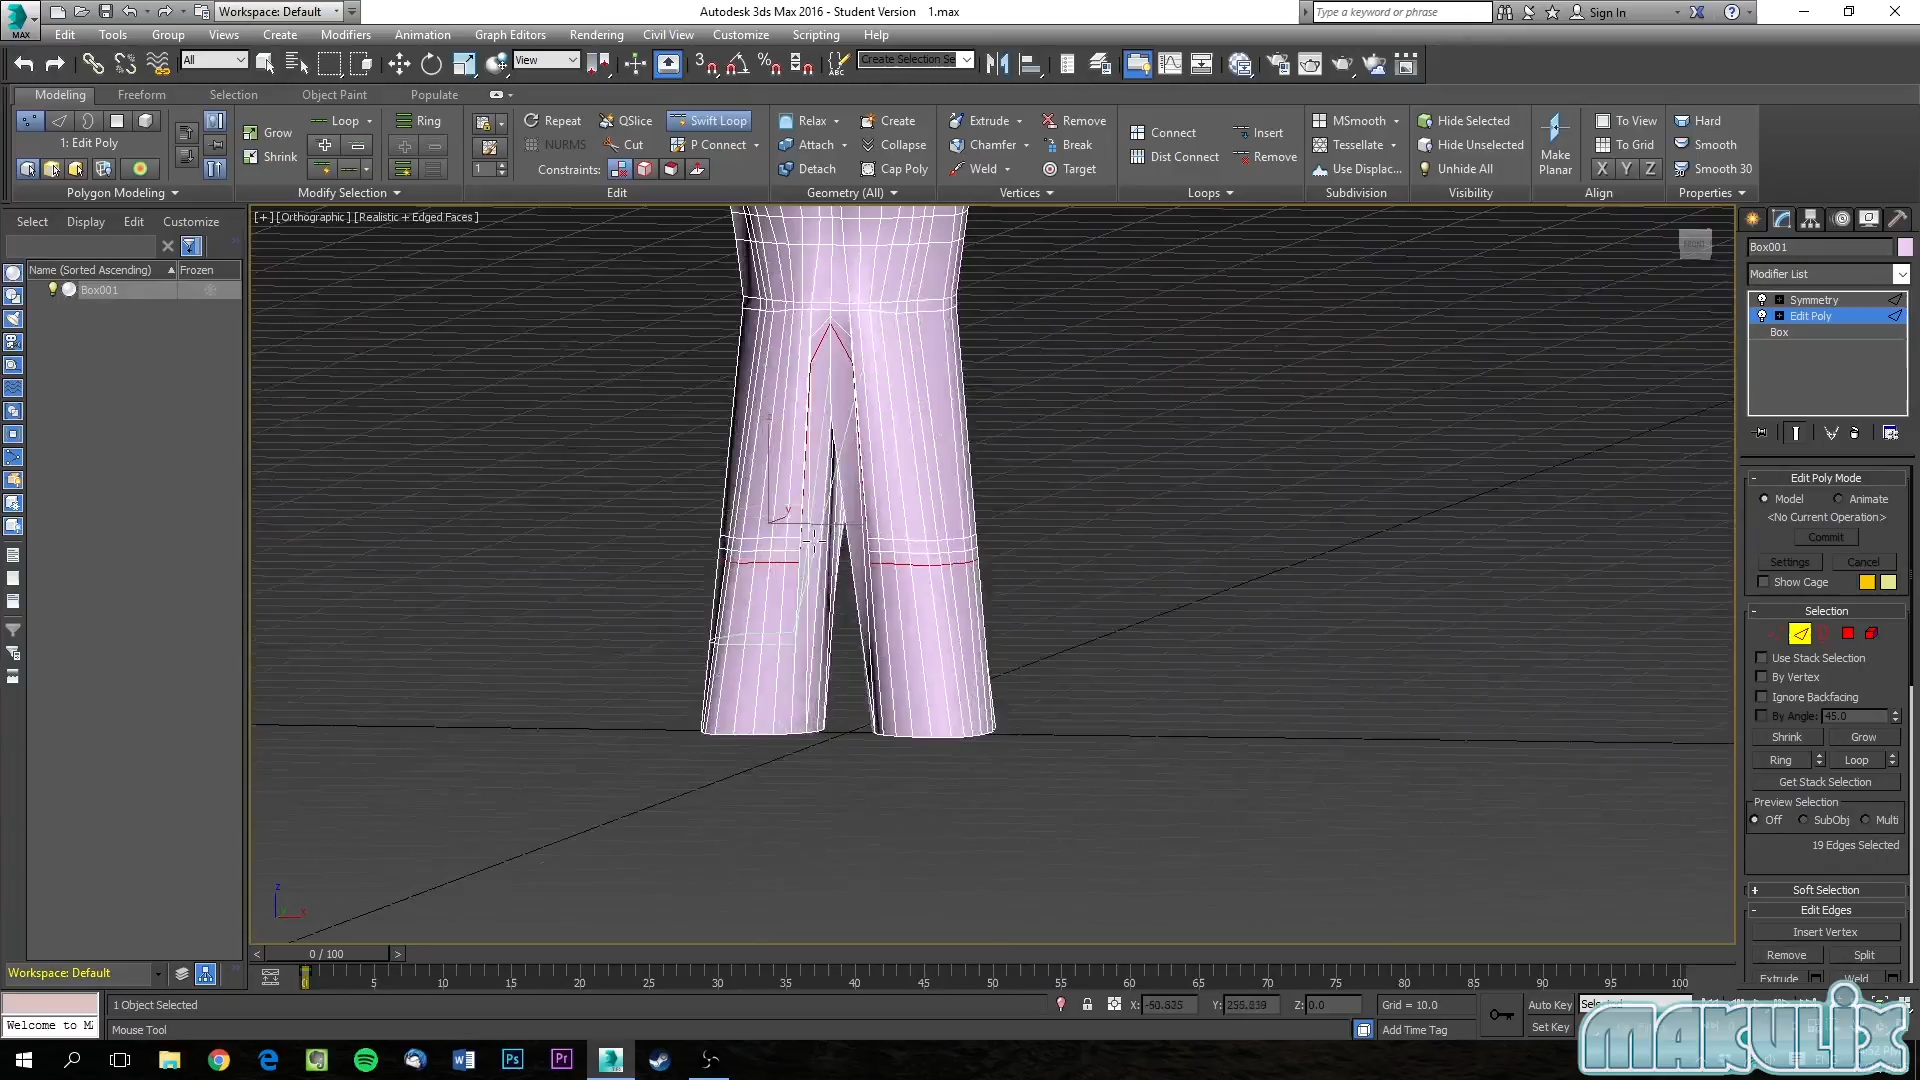 Workspace: Default
Autodesk 3ds Max 2016 - Student Version 1.max
Type a keyword or phrase
Sign In
MAX
Edit Tools Group Views Create Modifiers Animation Graph Editors Rendering Civil View Customize Scripting Help
All
View
Create Selection Se
Modeling Freeform Selection Object Paint Populate
Loop Ring Repeat QSlice Swift Loop Relax Create Extrude Remove MSmooth Hide Selected To View Hard
1: Edit Poly Grow NURMS Cut P Connect Attach Collapse Chamfer Break Connect Insert Tessellate Hide Unselected Make Planar To Grid Smooth
Shrink 1 Constraints: Detach Cap Poly Weld Target Dist Connect Remove Use Displac... Unhide All X Y Z Smooth 30
Polygon Modeling Modify Selection Edit Geometry (All) Vertices Loops Subdivision Visibility Align Properties
Select Display Edit Customize
[+] [Orthographic ] [Realistic + Edged Faces ]
FRONT
Name (Sorted Ascending) Frozen
Box001
Box001
Modifier List
Symmetry
Edit Poly
Box
Edit Poly Mode
Model Animate
<No Current Operation>
Commit
Settings Cancel
Show Cage
Selection
Use Stack Selection
By Vertex
Ignore Backfacing
By Angle: 45.0
Shrink Grow
Ring Loop
Get Stack Selection
Preview Selection
Off SubObj Multi
19 Edges Selected
Soft Selection
Edit Edges
Insert Vertex
Remove Split
Extrude Weld
z
y
z
x
< 0 / 100 >
Workspace: Default
0 5 10 15 20 25 30 35 40 45 50 55 60 65 70 75 80 85 90 95 100
1 Object Selected
X: -50.825 Y: 256.839 Z: 0.0 Grid = 10.0 Auto Key
Welcome to M
Mouse Tool
Add Time Tag Set Key
MAKULIX